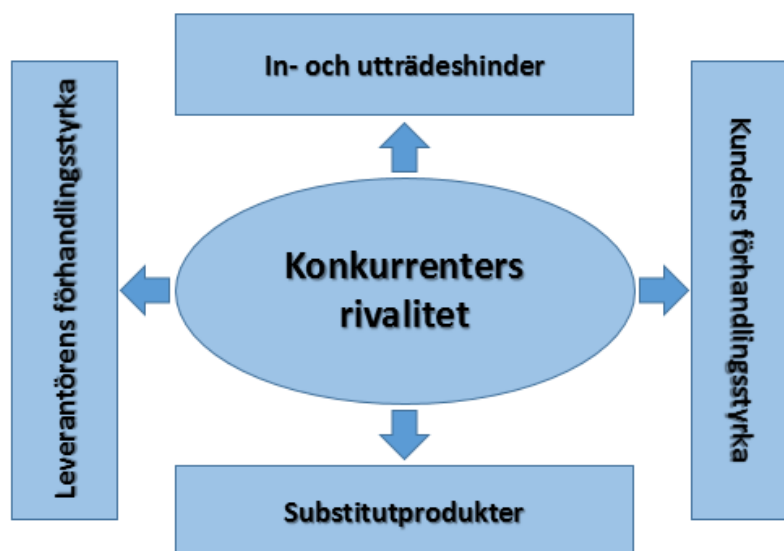 In- och utträdeshinder
Leverantörens förhandlingsstyrka
Konkurrenters
rivalitet
Kunders förhandlingsstyrka
Substitutprodukter